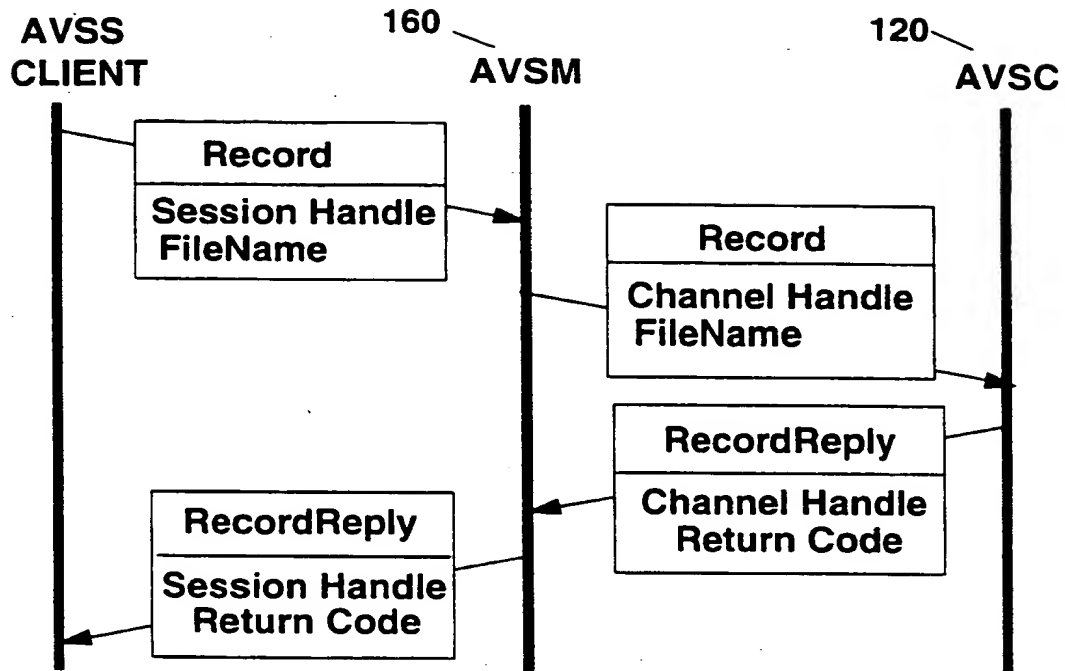 AVSS
CLIENT
160
AVSM
120
AVSC
Record
Session Handle
FileName
Record
Channel Handle
FileName
RecordReply
Channel Handle
Return Code
RecordReply
Session Handle
Return Code